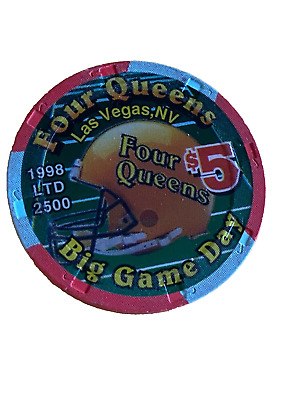 Four Queens
Las Vegas, NV
Four
Queens
$5
1998
LTD
2500
Big Game Day